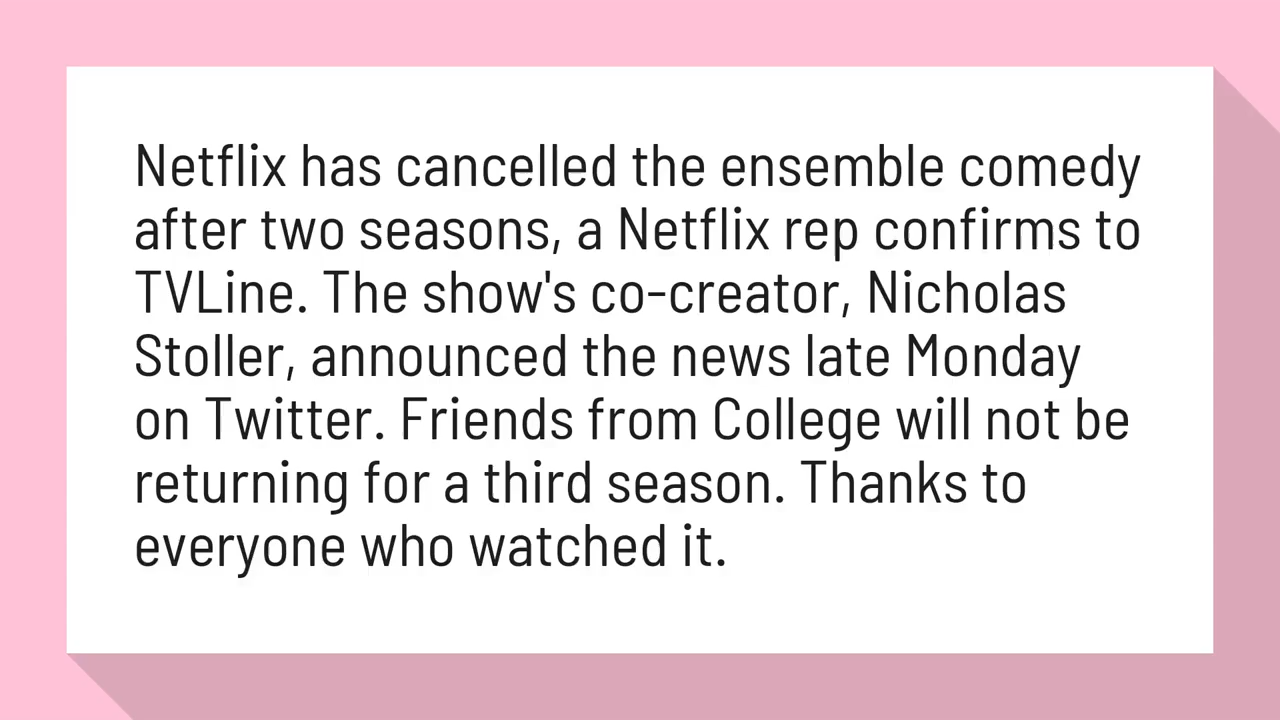 Netflix has cancelled the ensemble comedy
after two seasons, a Netflix rep confirms to
TVLine. The show's co-creator, Nicholas
Stoller, announced the news late Monday
on Twitter. Friends from College will not be
returning for a third season. Thanks to
everyone who watched it.